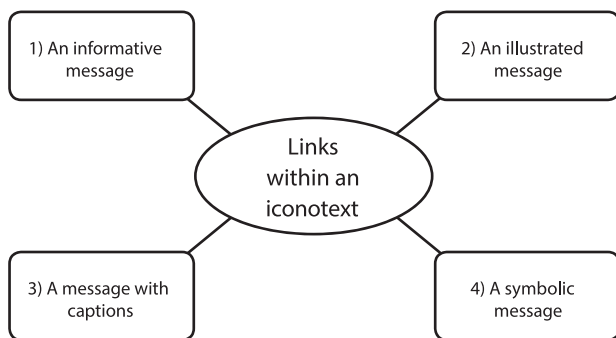 1) An informative
message
2) An illustrated
message
Links
within an
iconotext
3) A message with
captions
4) A symbolic
message